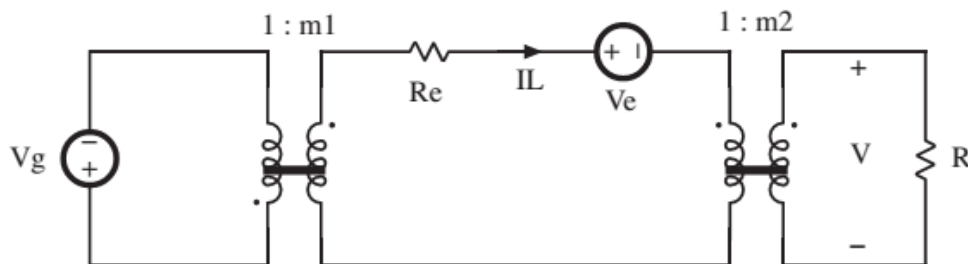 1 : m1
1 : m2
+
Re
IL
+ −
Ve
Vg
−
+
V
R
−